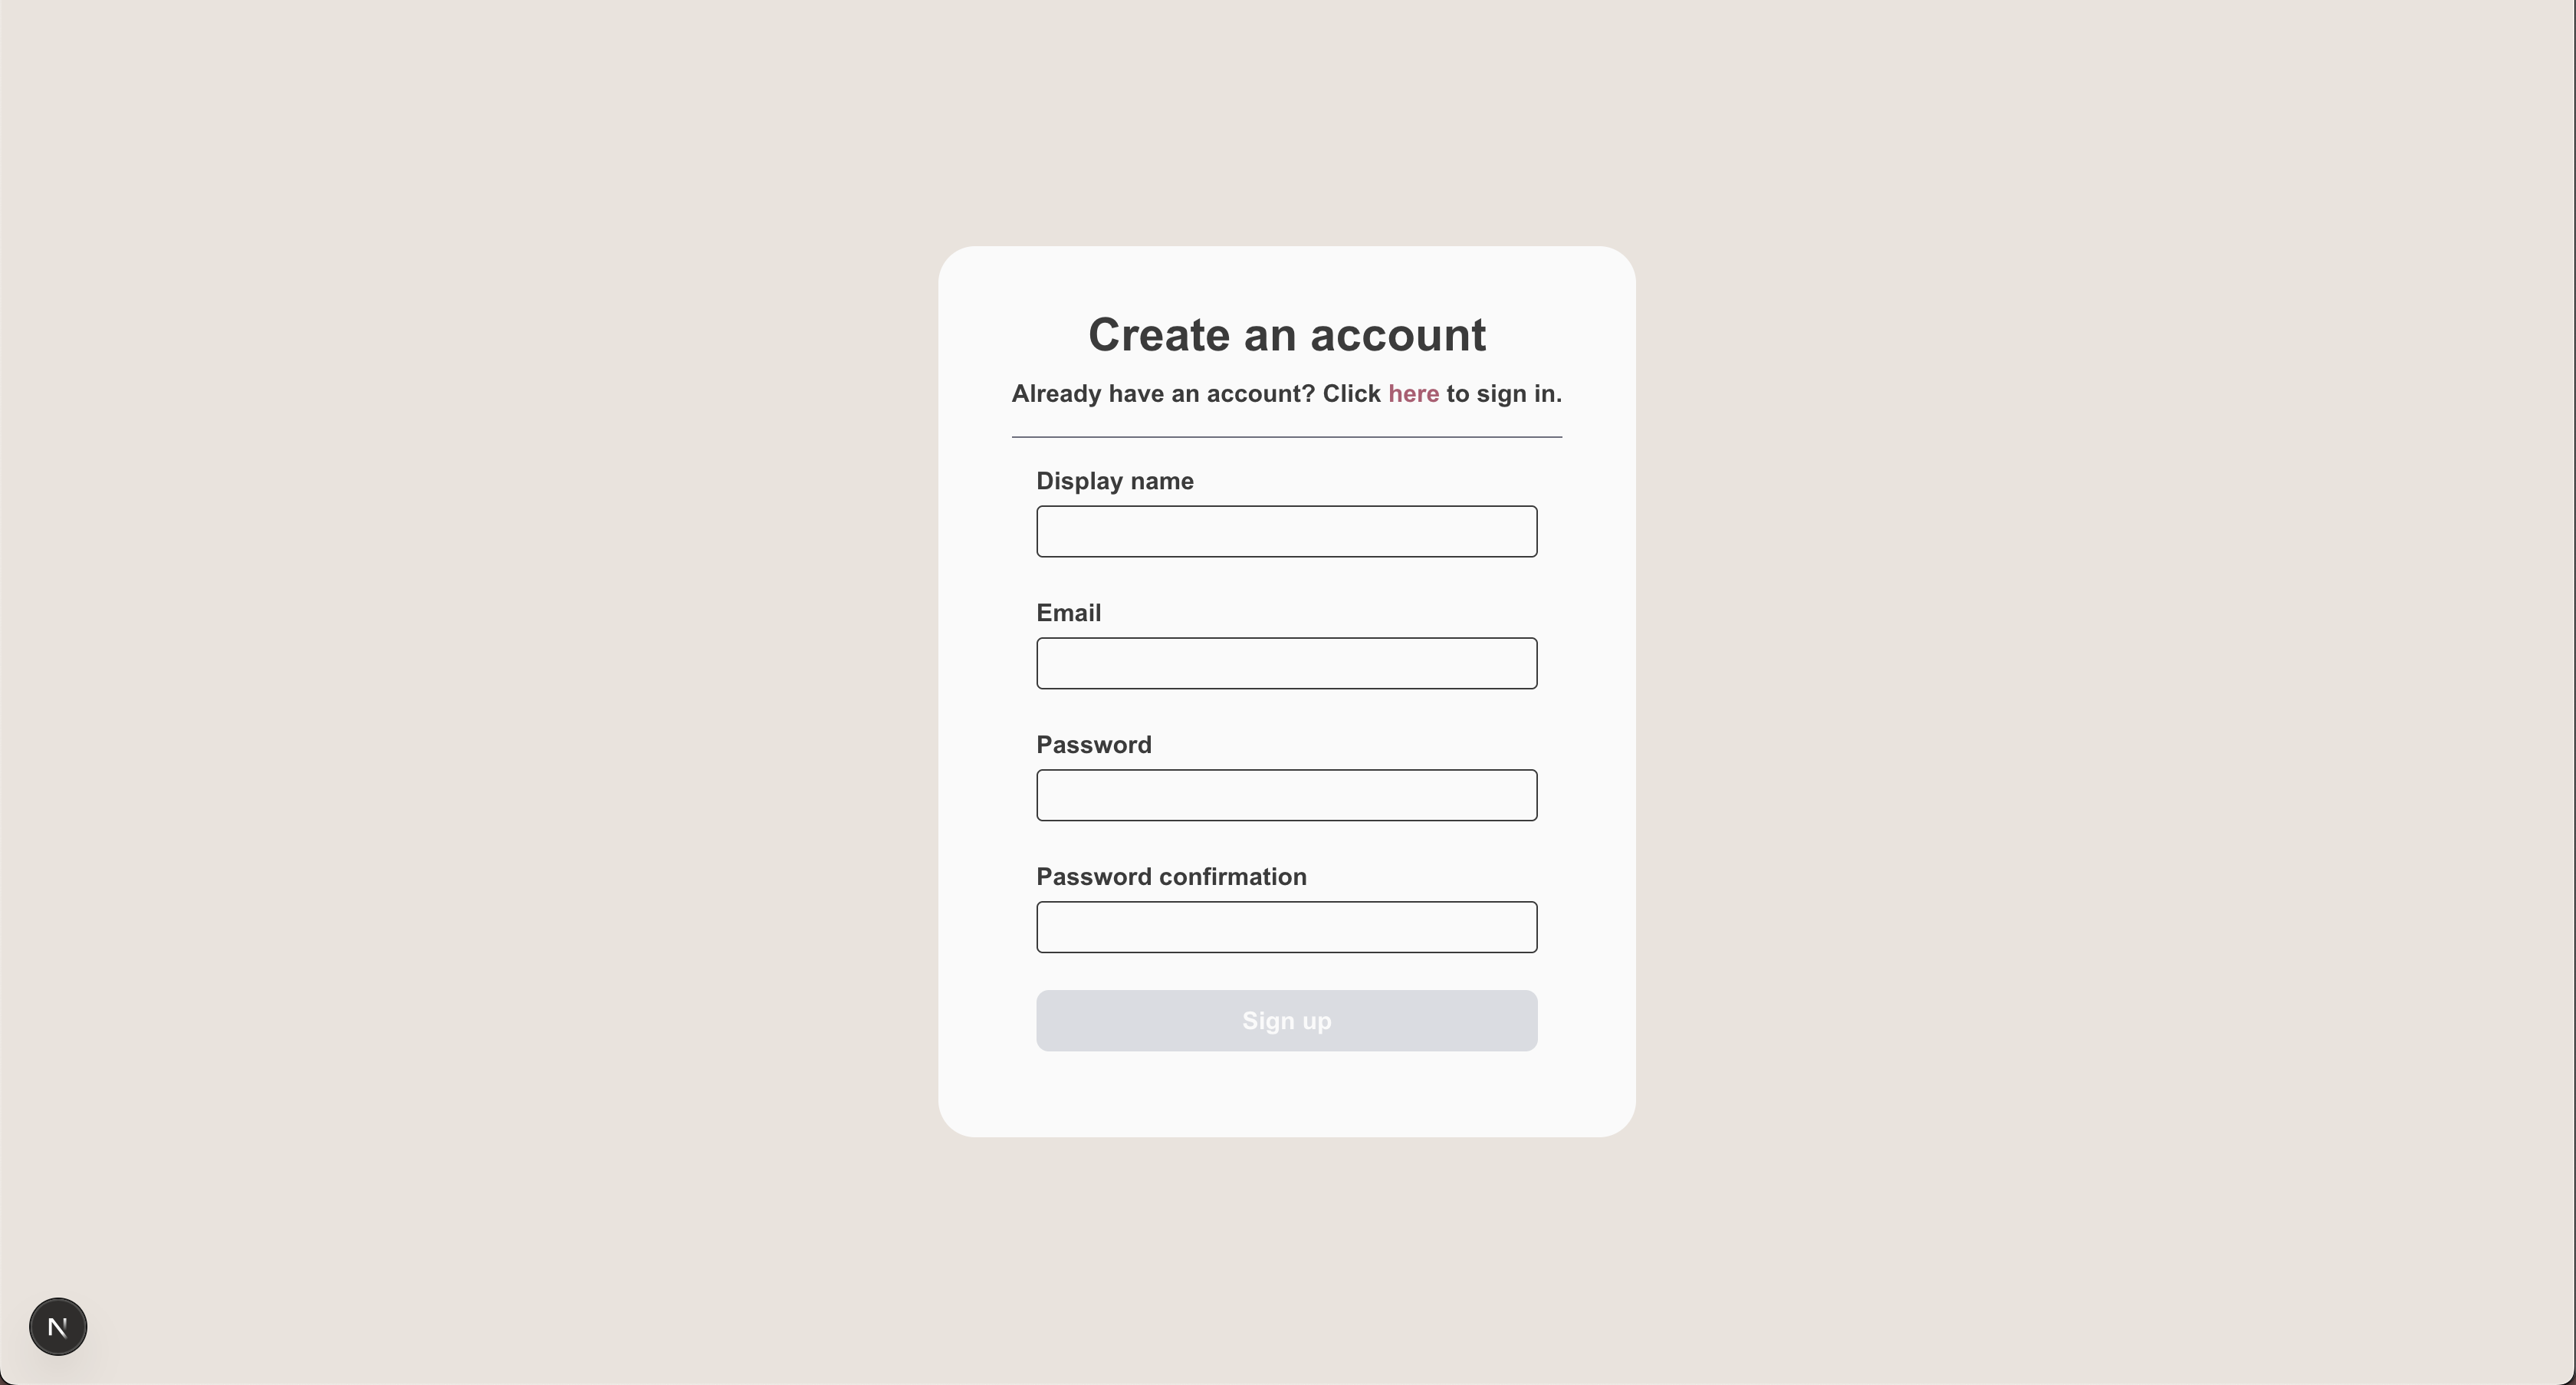 Create an account
Already have an account? Click here to sign in.
Display name
Email
Password
Password confirmation
Sign up
N